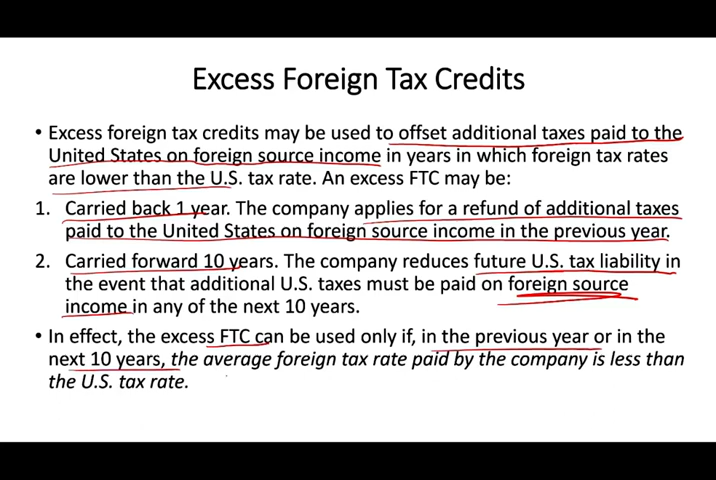 Excess Foreign Tax Credits
• Excess foreign tax credits may be used to offset additional taxes paid to the
United States on foreign source income in years in which foreign tax rates
are lower than the U.S. tax rate. An excess FTC may be:
1. Carried back 1 year. The company applies for a refund of additional taxes
paid to the United States on foreign source income in the previous year.
2. Carried forward 10 years. The company reduces future U.S. tax liability in
the event that additional U.S. taxes must be paid on foreign source
income in any of the next 10 years.
• In effect, the excess FTC can be used only if, in the previous year or in the
next 10 years, the average foreign tax rate paid by the company is less than
the U.S. tax rate.